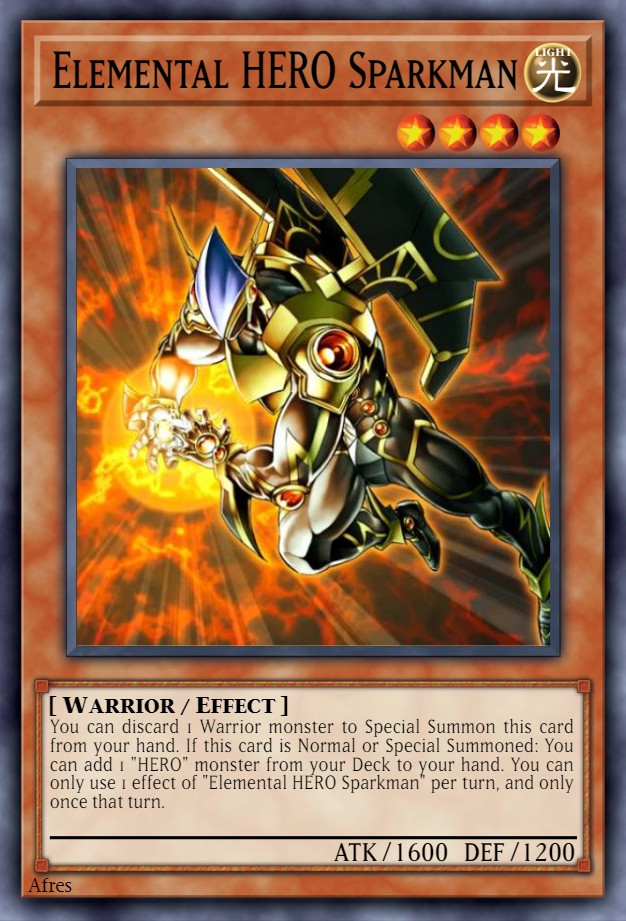 Elemental HERO Sparkman
LIGHT
光
[ Warrior / Effect ]
You can discard 1 Warrior monster to Special Summon this card
from your hand. If this card is Normal or Special Summoned: You
can add 1 "HERO" monster from your Deck to your hand. You can
only use 1 effect of "Elemental HERO Sparkman" per turn, and only
once that turn.
ATK/1600 DEF/1200
Afres